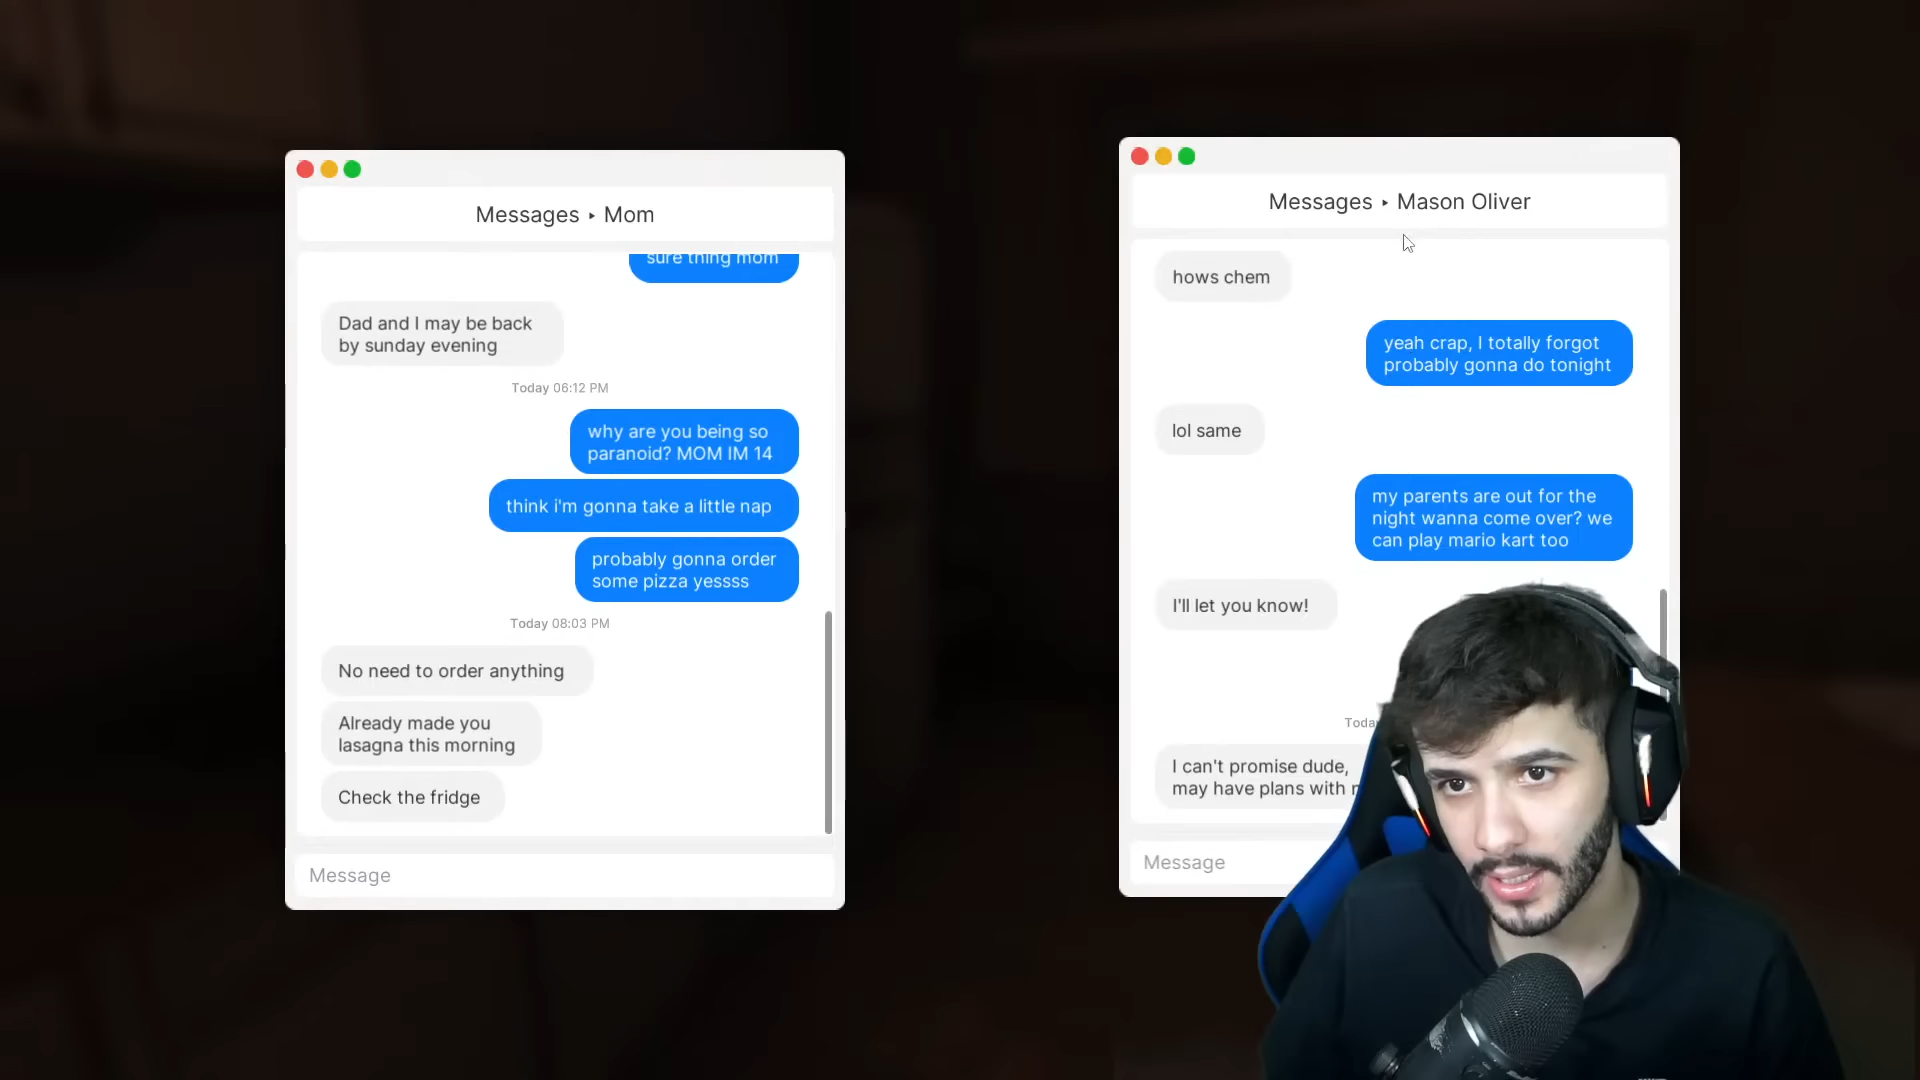 Messages ▸ Mom
sure thing mom
Dad and I may be back
by sunday evening
Today 06:12 PM
why are you being so
paranoid? MOM IM 14
think i'm gonna take a little nap
probably gonna order
some pizza yessss
Today 08:03 PM
No need to order anything
Already made you
lasagna this morning
Check the fridge
Message
Messages ▸ Mason Oliver
hows chem
yeah crap, I totally forgot
probably gonna do tonight
lol same
my parents are out for the
night wanna come over? we
can play mario kart too
I'll let you know!
I can't promise dude,
may have plans with
Message